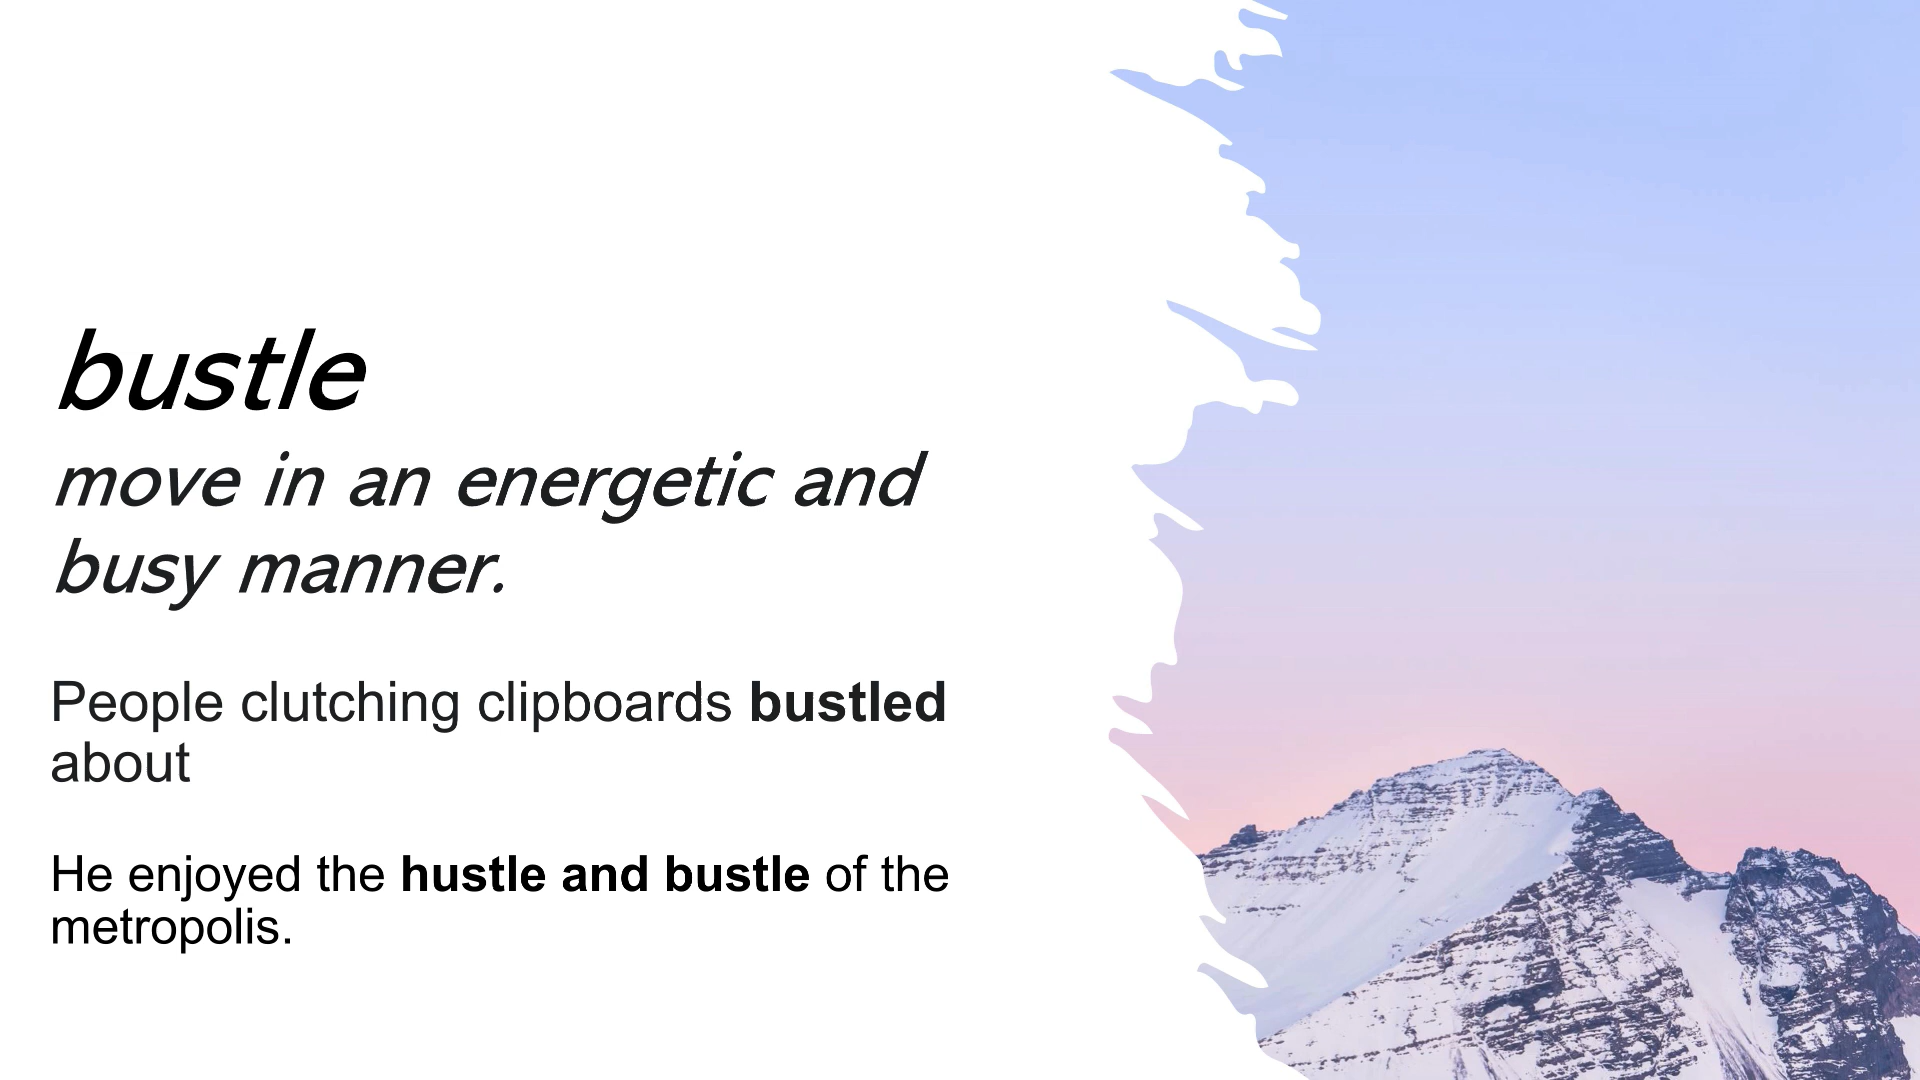 bustle
move in an energetic and
busy manner.
People clutching clipboards bustled
about
He enjoyed the hustle and bustle of the
metropolis.